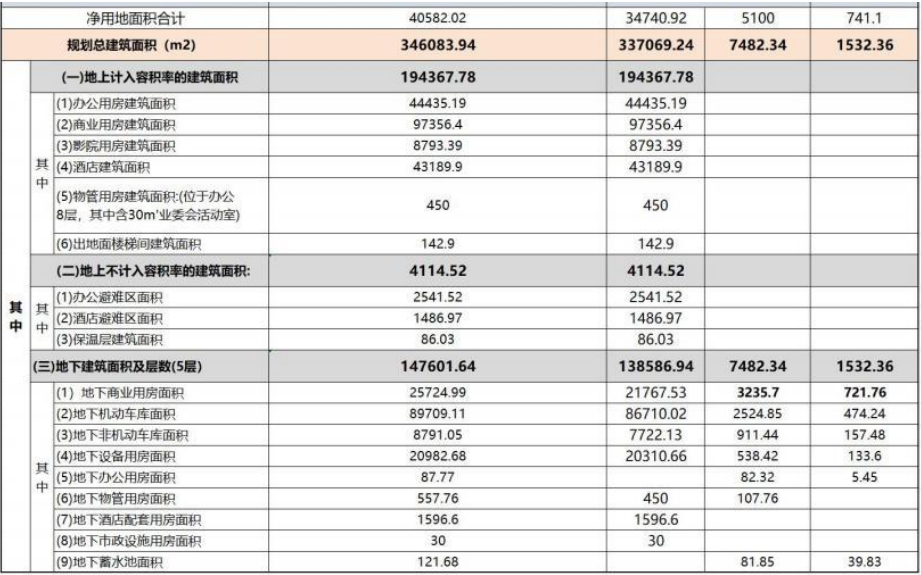 净用地面积合计 40582.02 34740.92 5100 741.1
规划总建筑面积（m2） 346083.94 337069.24 7482.34 1532.36
其中
(一)地上计入容积率的建筑面积 194367.78 194367.78
其中
(1)办公用房建筑面积 44435.19 44435.19
(2)商业用房建筑面积 97356.4 97356.4
(3)影院用房建筑面积 8793.39 8793.39
(4)酒店建筑面积 43189.9 43189.9
(5)物管用房建筑面积:(位于办公
8层，其中含30m'业委会活动室) 450 450
(6)出地面楼梯间建筑面积 142.9 142.9
(二)地上不计入容积率的建筑面积: 4114.52 4114.52
其中
(1)办公避难区面积 2541.52 2541.52
(2)酒店避难区面积 1486.97 1486.97
(3)保温层建筑面积 86.03 86.03
(三)地下建筑面积及层数(5层) 147601.64 138586.94 7482.34 1532.36
其中
(1）地下商业用房面积 25724.99 21767.53 3235.7 721.76
(2)地下机动车库面积 89709.11 86710.02 2524.85 474.24
(3)地下非机动车库面积 8791.05 7722.13 911.44 157.48
(4)地下设备用房面积 20982.68 20310.66 538.42 133.6
(5)地下办公用房面积 87.77 82.32 5.45
(6)地下物管用房面积 557.76 450 107.76
(7)地下酒店配套用房面积 1596.6 1596.6
(8)地下市政设施用房面积 30 30
(9)地下蓄水池面积 121.68 81.85 39.83